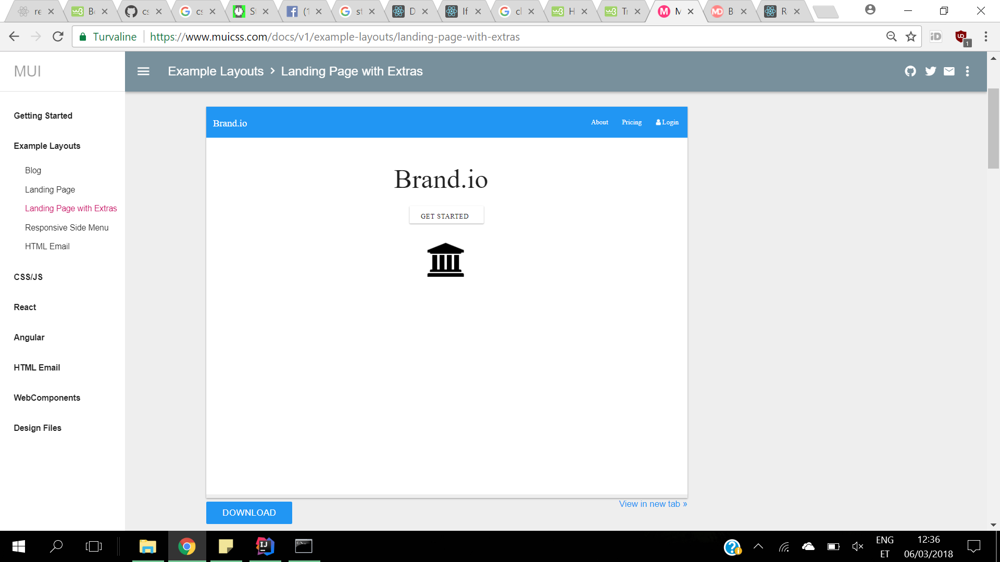 re
Bo
cs
cs
St
(1
st
D
If
cl
H
Tr
M
B
R
Turvaline
https://www.muicss.com/docs/v1/example-layouts/landing-page-with-extras
1
MUI
Example Layouts > Landing Page with Extras
Getting Started
Example Layouts
Blog
Landing Page
Landing Page with Extras
Responsive Side Menu
HTML Email
CSS/JS
React
Angular
HTML Email
WebComponents
Design Files
Brand.io
About
Pricing
Login
Brand.io
GET STARTED
DOWNLOAD
View in new tab »
ENG
ET
12:36
06/03/2018